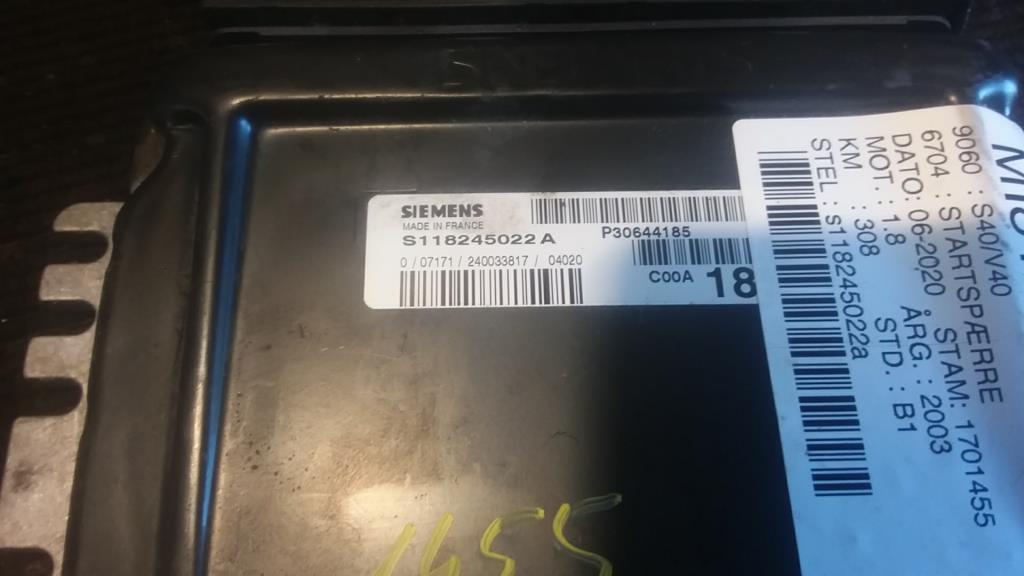 SIEMENS
MADE IN FRANCE
S118245022 A
P30644185
0 / 07171 / 240033817 / 04020
C00A 18
9060 : S40/V40
6704 : STARTSPÆRRE
DATO: 06-2020 STAM: 1701455
MOT. : 1.8 ÅRG. : 2003
KM : 308 STD. : B1
STEL : S118245022a
1455